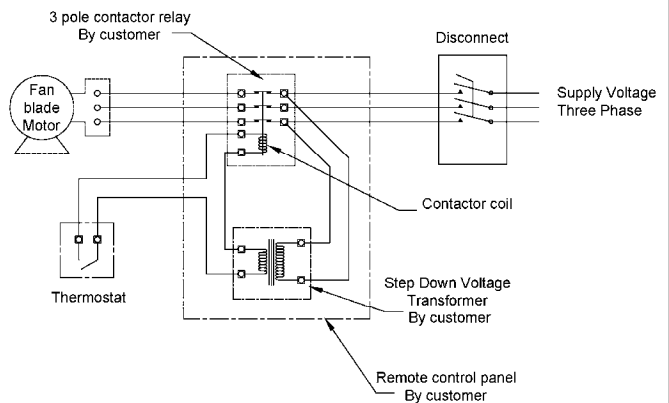 3 pole contactor relay
By customer
Disconnect
Fan
blade
Motor
Supply Voltage
Three Phase
Contactor coil
Thermostat
Step Down Voltage
Transformer
By customer
Remote control panel
By customer